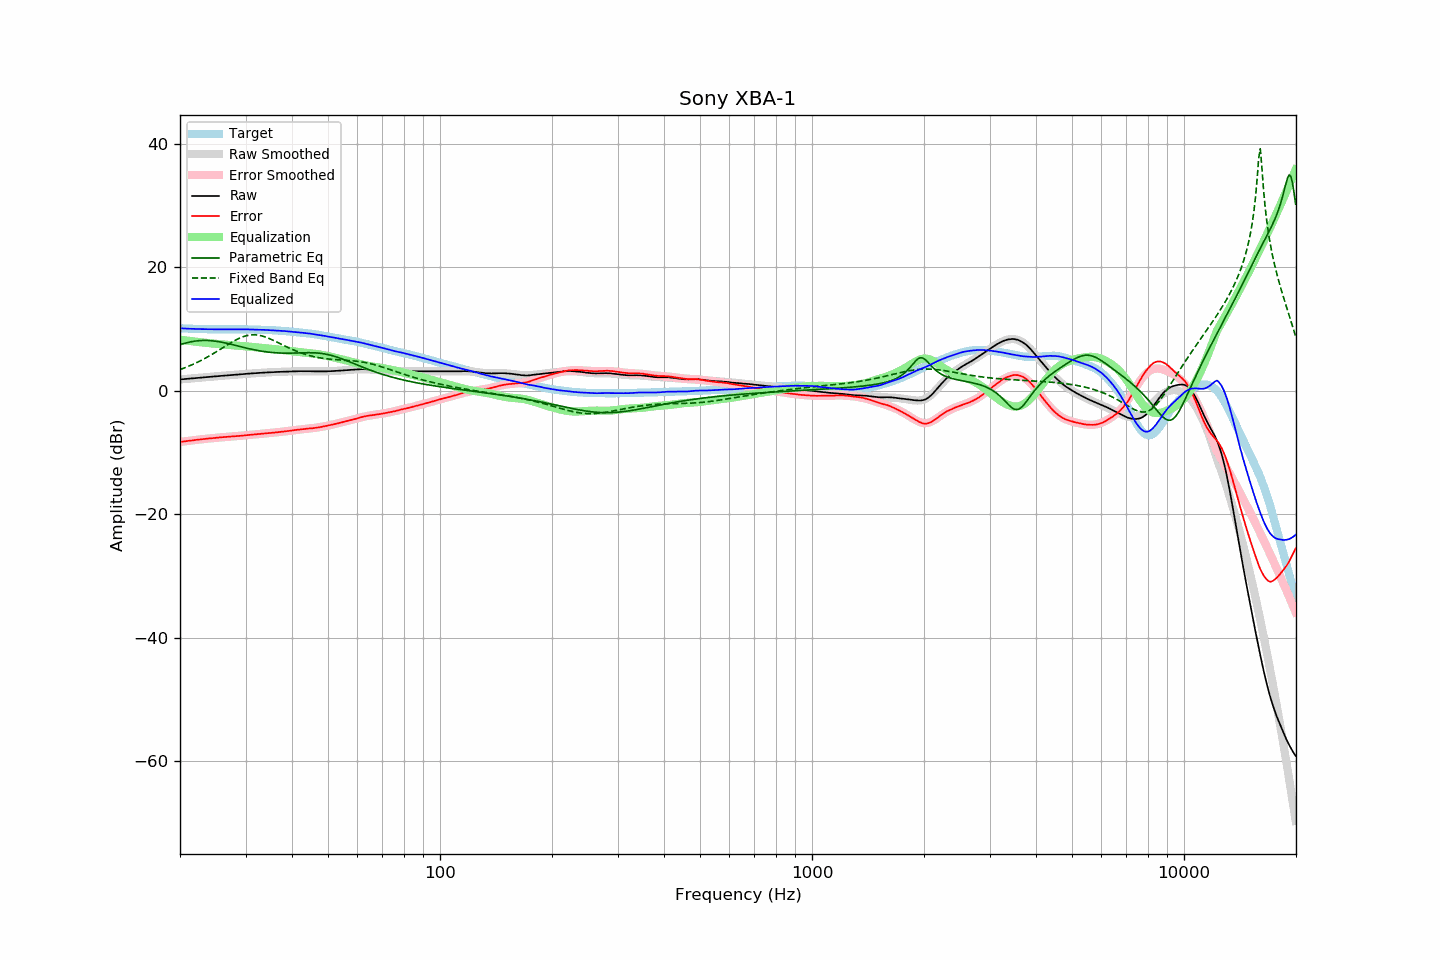 Sony XBA-1
Target
Raw Smoothed
Error Smoothed
Raw
Error
Equalization
Parametric Eq
Fixed Band Eq
Equalized
40
20
0
−20
−40
−60
Amplitude (dBr)
100
1000
10000
Frequency (Hz)